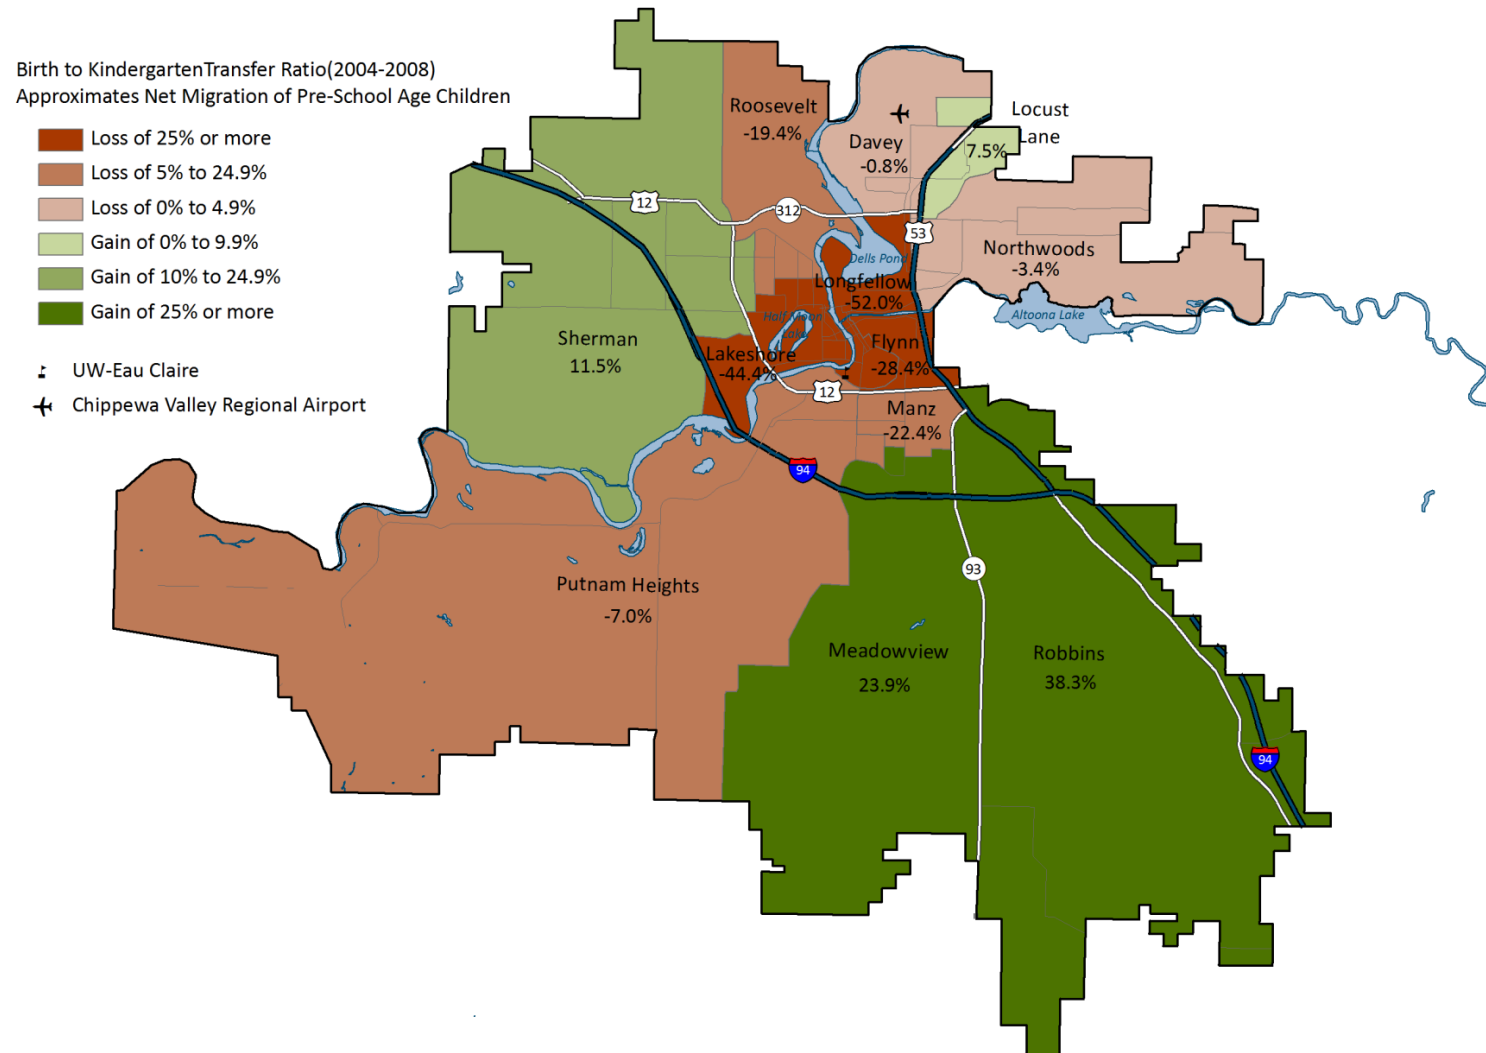 Birth to KindergartenTransfer Ratio(2004-2008)
Approximates Net Migration of Pre-School Age Children
Loss of 25% or more
Loss of 5% to 24.9%
Loss of 0% to 4.9%
Gain of 0% to 9.9%
Gain of 10% to 24.9%
Gain of 25% or more
UW-Eau Claire
Chippewa Valley Regional Airport
Roosevelt
-19.4%
Davey
-0.8%
Locust
Lane
7.5%
12
312
53
Northwoods
-3.4%
Dells Pond
Longfellow
-52.0%
Altoona Lake
Half Moon
Lake
Sherman
11.5%
Lakeshore
-44.4%
Flynn
-28.4%
12
Manz
-22.4%
94
93
Putnam Heights
-7.0%
Meadowview
23.9%
Robbins
38.3%
94